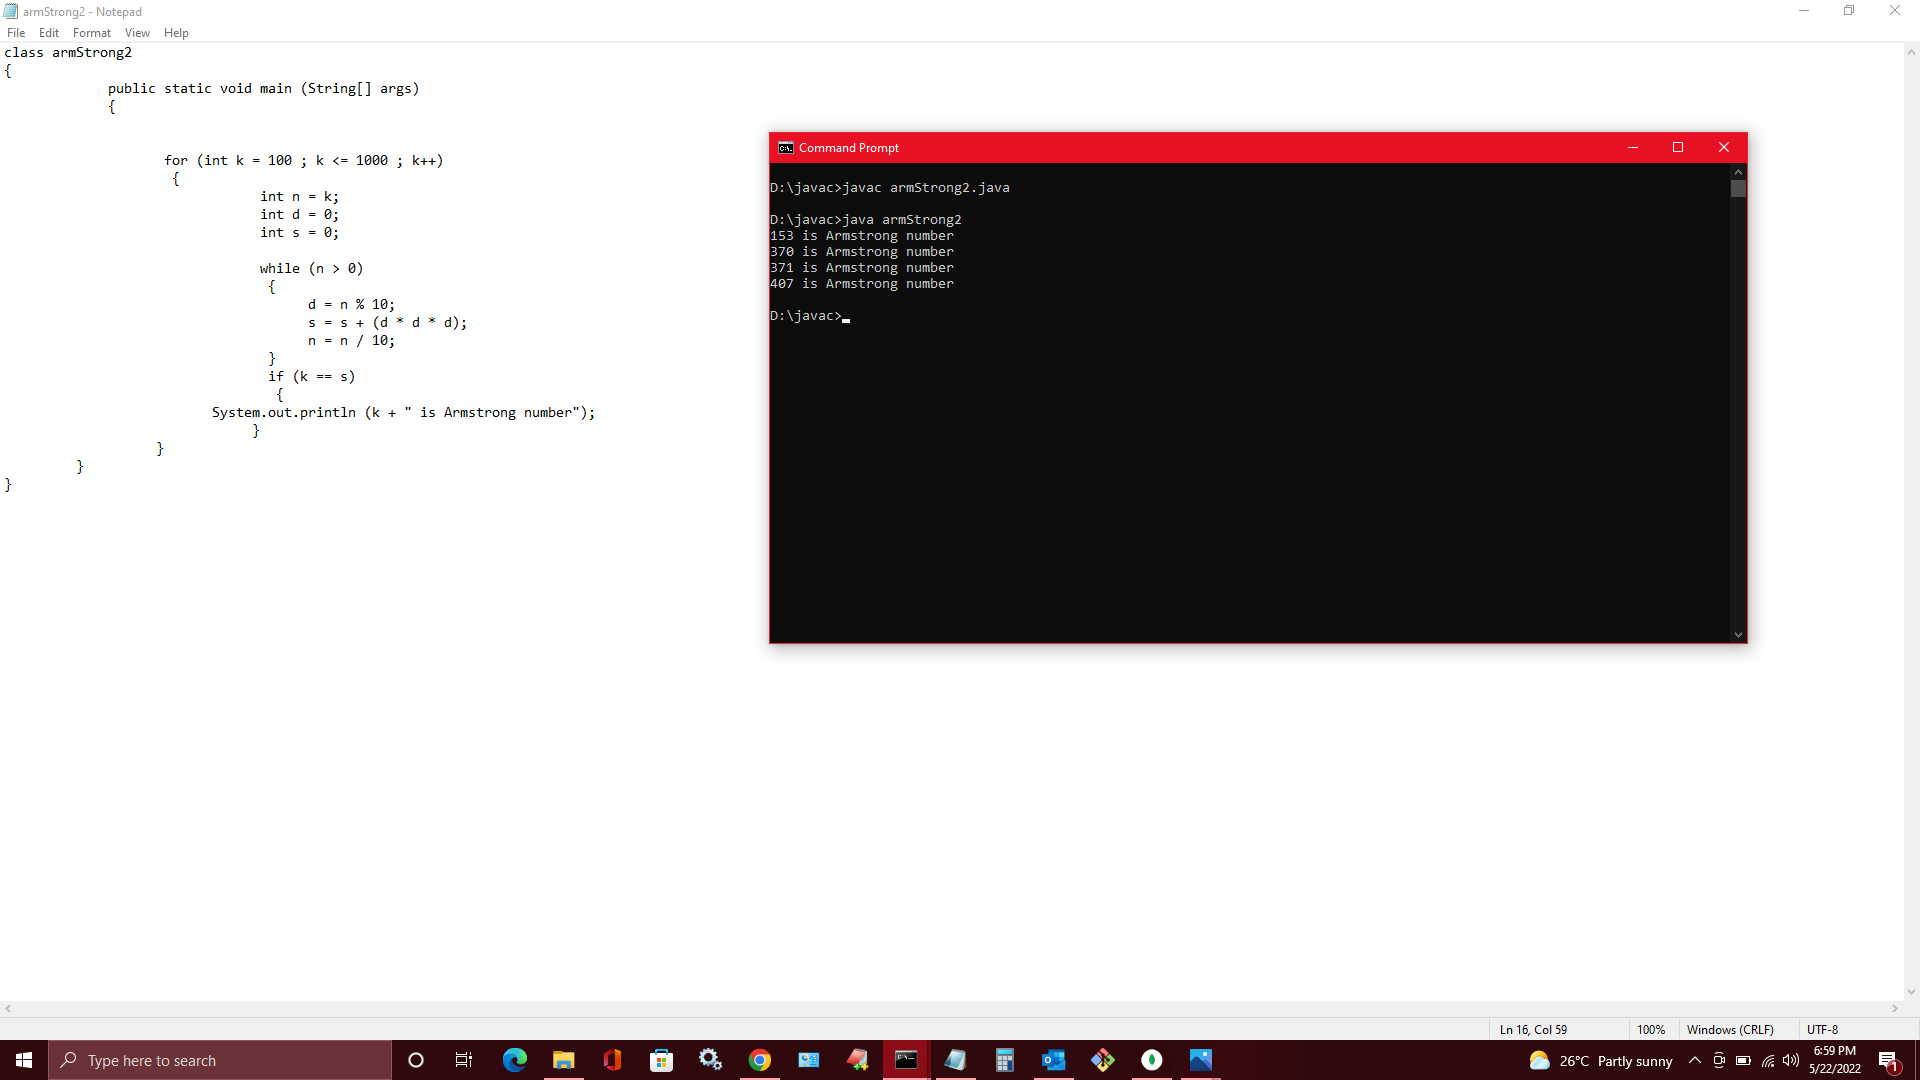 armStrong2 - Notepad
File Edit Format View Help
class armStrong2
{
public static void main (String[] args)
{
for (int k = 100 ; k <= 1000 ; k++)
{
int n = k;
int d = 0;
int s = 0;
while (n > 0)
{
d = n % 10;
s = s + (d * d * d);
n = n / 10;
}
if (k == s)
{
System.out.println (k + " is Armstrong number");
}
}
}
}
Command Prompt
D:\javac>javac armStrong2.java
D:\javac>java armStrong2
153 is Armstrong number
370 is Armstrong number
371 is Armstrong number
407 is Armstrong number
D:\javac>
Ln 16, Col 59 100% Windows (CRLF) UTF-8
Type here to search
26°C Partly sunny
6:59 PM
5/22/2022
1